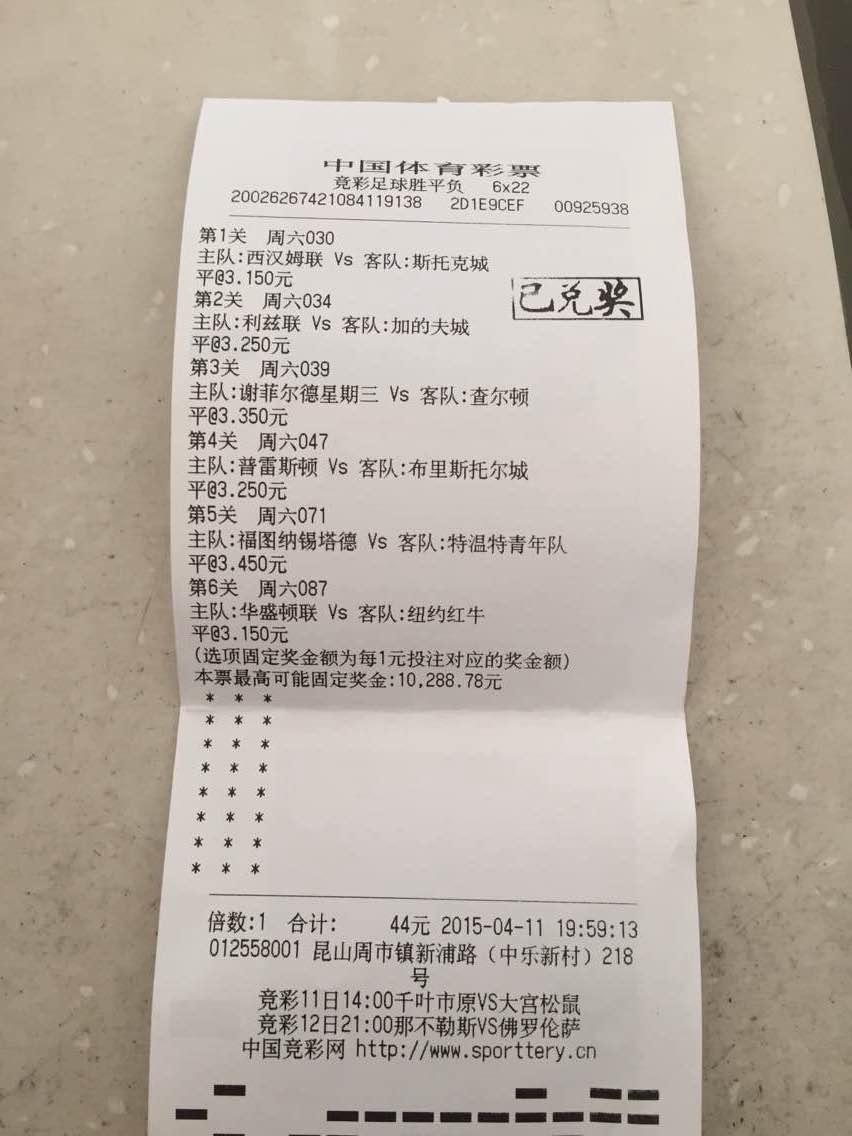 中国体育彩票
竞彩足球胜平负 6x22
200262674210841​19138 2D1E9CEF 00925938
第1关 周六030
主队:西汉姆联 Vs 客队:斯托克城
平@3.150元
已兑奖
第2关 周六034
主队:利兹联 Vs 客队:加的夫城
平@3.250元
第3关 周六039
主队:谢菲尔德星期三 Vs 客队:查尔顿
平@3.350元
第4关 周六047
主队:普雷斯顿 Vs 客队:布里斯托尔城
平@3.250元
第5关 周六071
主队:福图纳锡塔德 Vs 客队:特温特青年队
平@3.450元
第6关 周六087
主队:华盛顿联 Vs 客队:纽约红牛
平@3.150元
(选项固定奖金额为每1元投注对应的奖金额)
本票最高可能固定奖金:10,288.78元
* * *
* * *
* * *
* * *
* * *
* * *
* * *
* * *
倍数:1 合计: 44元 2015-04-11 19:59:13
012558001 昆山周市镇新浦路（中乐新村）218
号
竞彩11日14:00千叶市原VS大宫松鼠
竞彩12日21:00那不勒斯VS佛罗伦萨
中国竞彩网 http://www.sporttery.cn